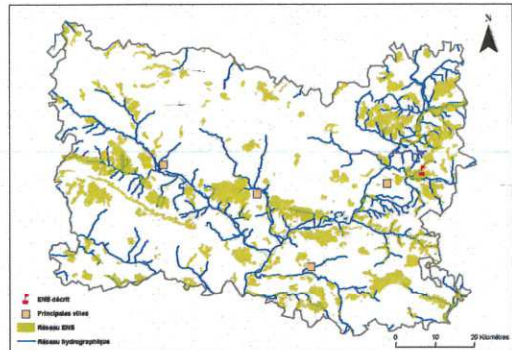 N
ENS décrit
Principales villes
Réseau ENS
Réseau hydrographique
0 10 20 Kilomètres